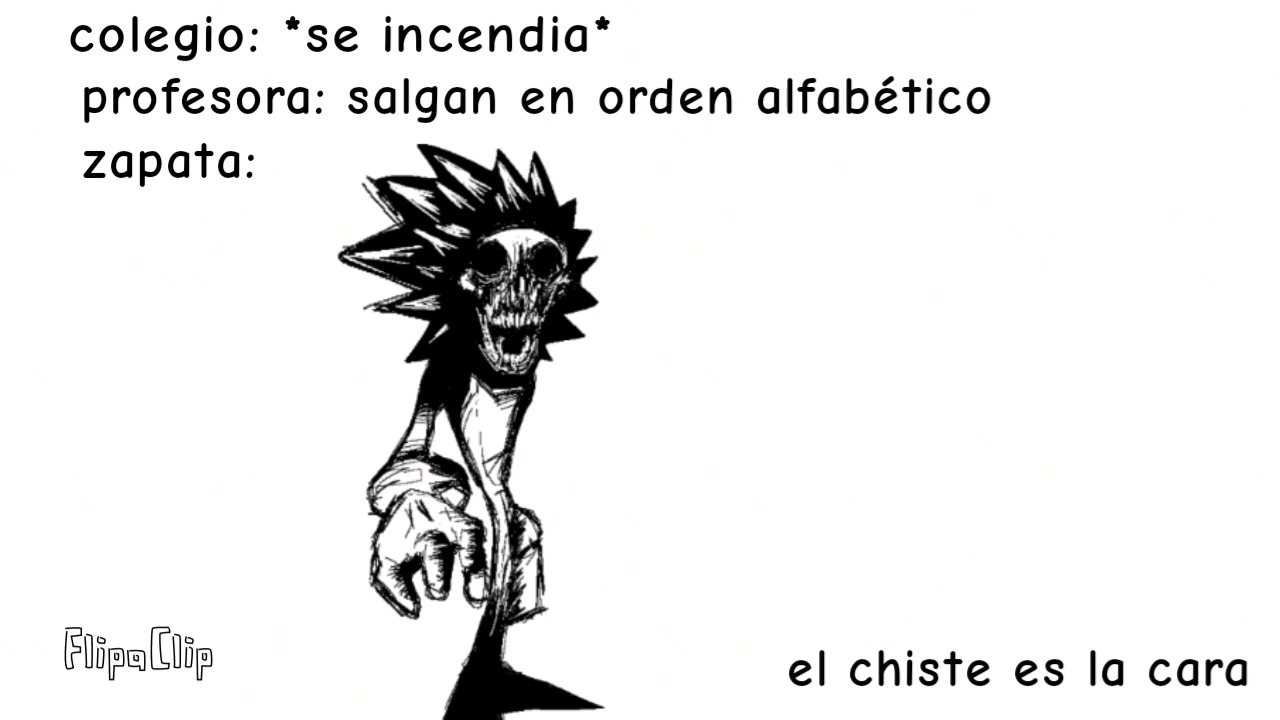 colegio: *se incendia*
profesora: salgan en orden alfabético
zapata:
FlipaClip
el chiste es la cara